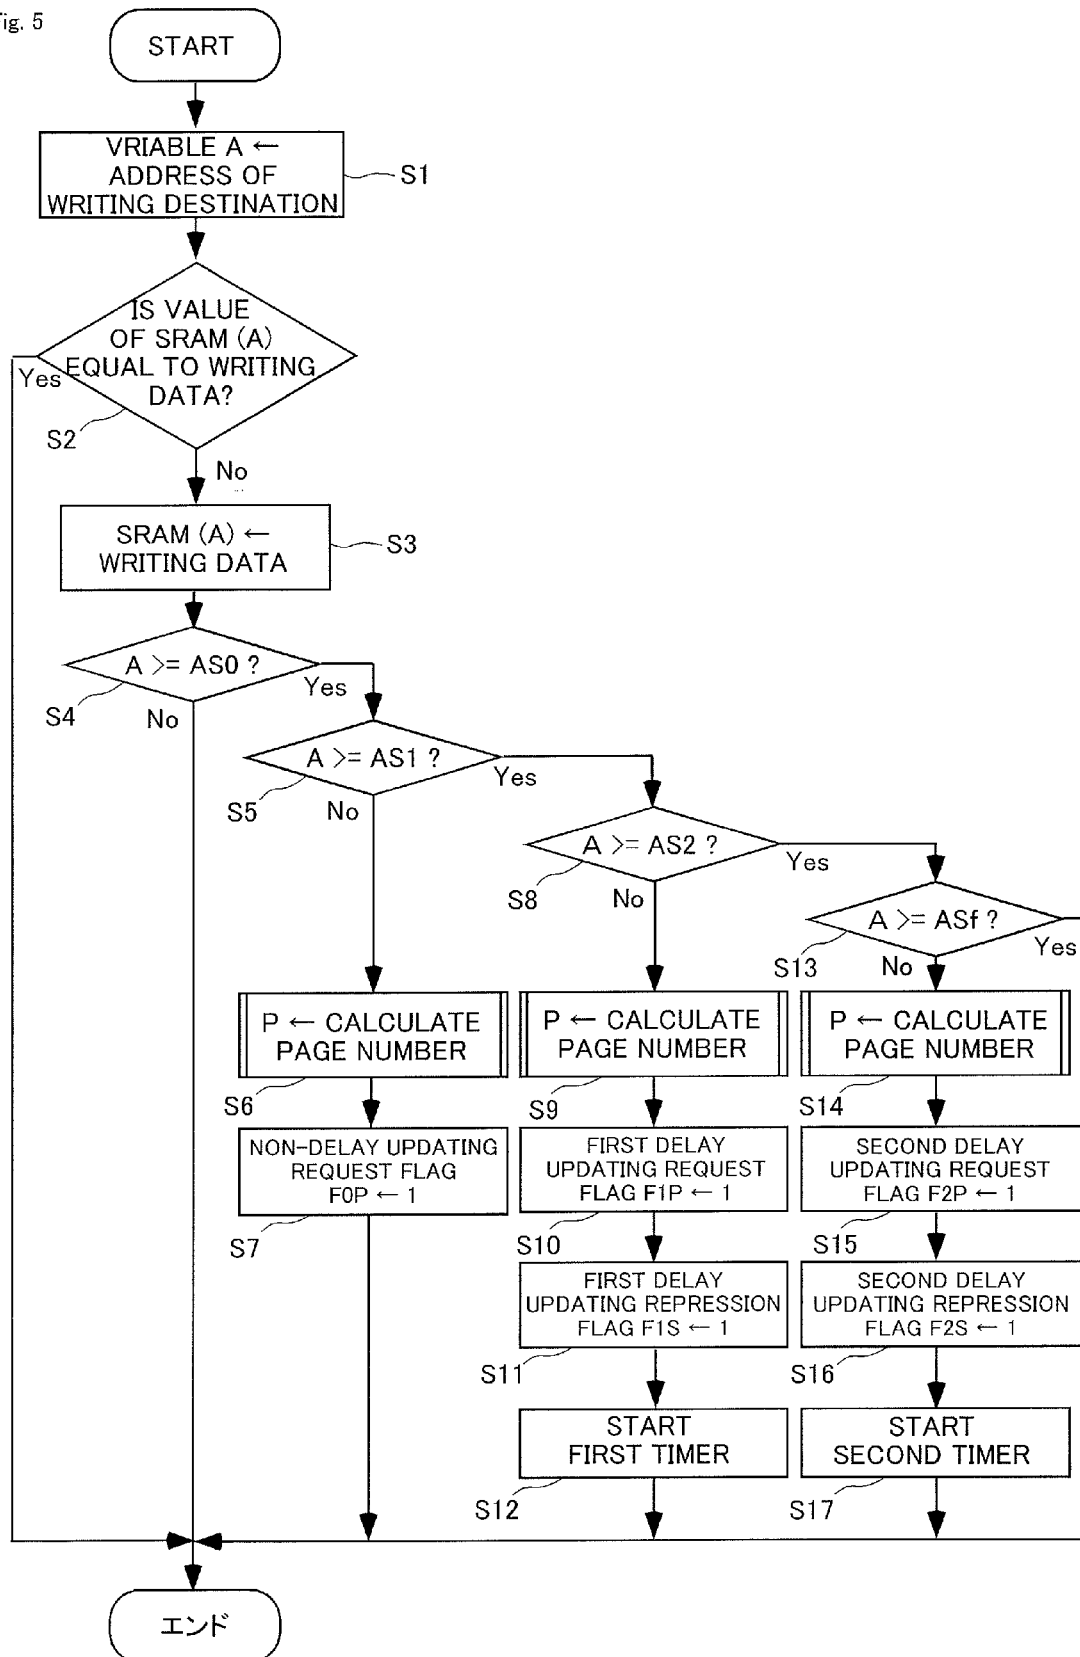 Fig. 5
START
VRIABLE A ←
ADDRESS OF
WRITING DESTINATION
S1
IS VALUE
OF SRAM (A)
EQUAL TO WRITING
DATA?
Yes
S2
No
SRAM (A) ←
WRITING DATA
S3
A >= AS0 ?
Yes
S4
No
A >= AS1 ?
Yes
S5
No
A >= AS2 ?
Yes
S8
No
A >= ASf ?
Yes
S13
No
P ← CALCULATE
PAGE NUMBER
S6
NON-DELAY UPDATING
REQUEST FLAG
F0P ← 1
S7
P ← CALCULATE
PAGE NUMBER
S9
FIRST DELAY
UPDATING REQUEST
FLAG F1P ← 1
S10
FIRST DELAY
UPDATING REPRESSION
FLAG F1S ← 1
S11
START
FIRST TIMER
S12
P ← CALCULATE
PAGE NUMBER
S14
SECOND DELAY
UPDATING REQUEST
FLAG F2P ← 1
S15
SECOND DELAY
UPDATING REPRESSION
FLAG F2S ← 1
S16
START
SECOND TIMER
S17
エンド